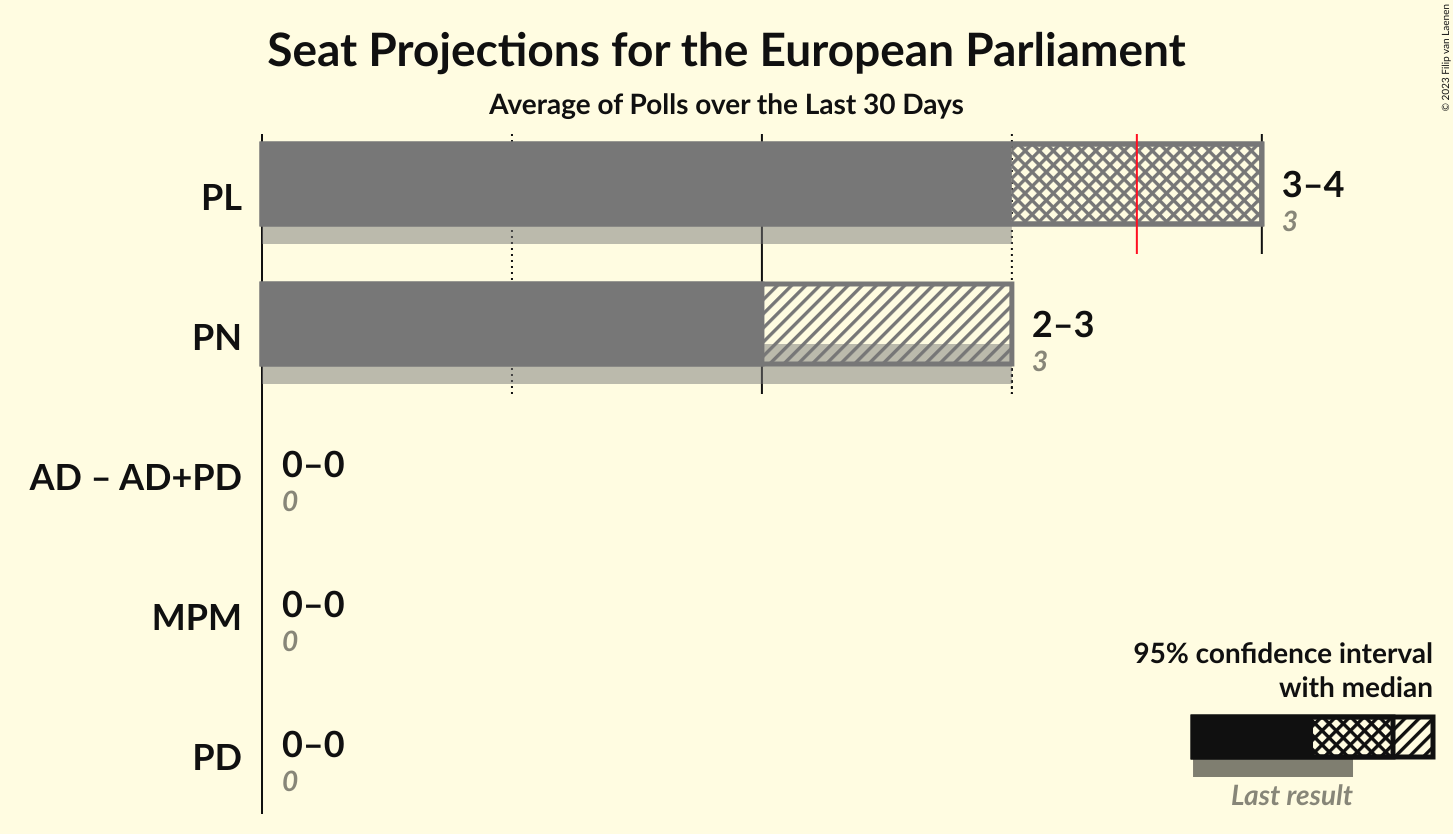 Seat Projections for the European Parliament
Average of Polls over the Last 30 Days
© 2023 Filip van Laenen
PL
3–4
3
PN
2–3
3
AD – AD+PD
0–0
0
MPM
0–0
0
PD
0–0
0
95% confidence interval
with median
Last result